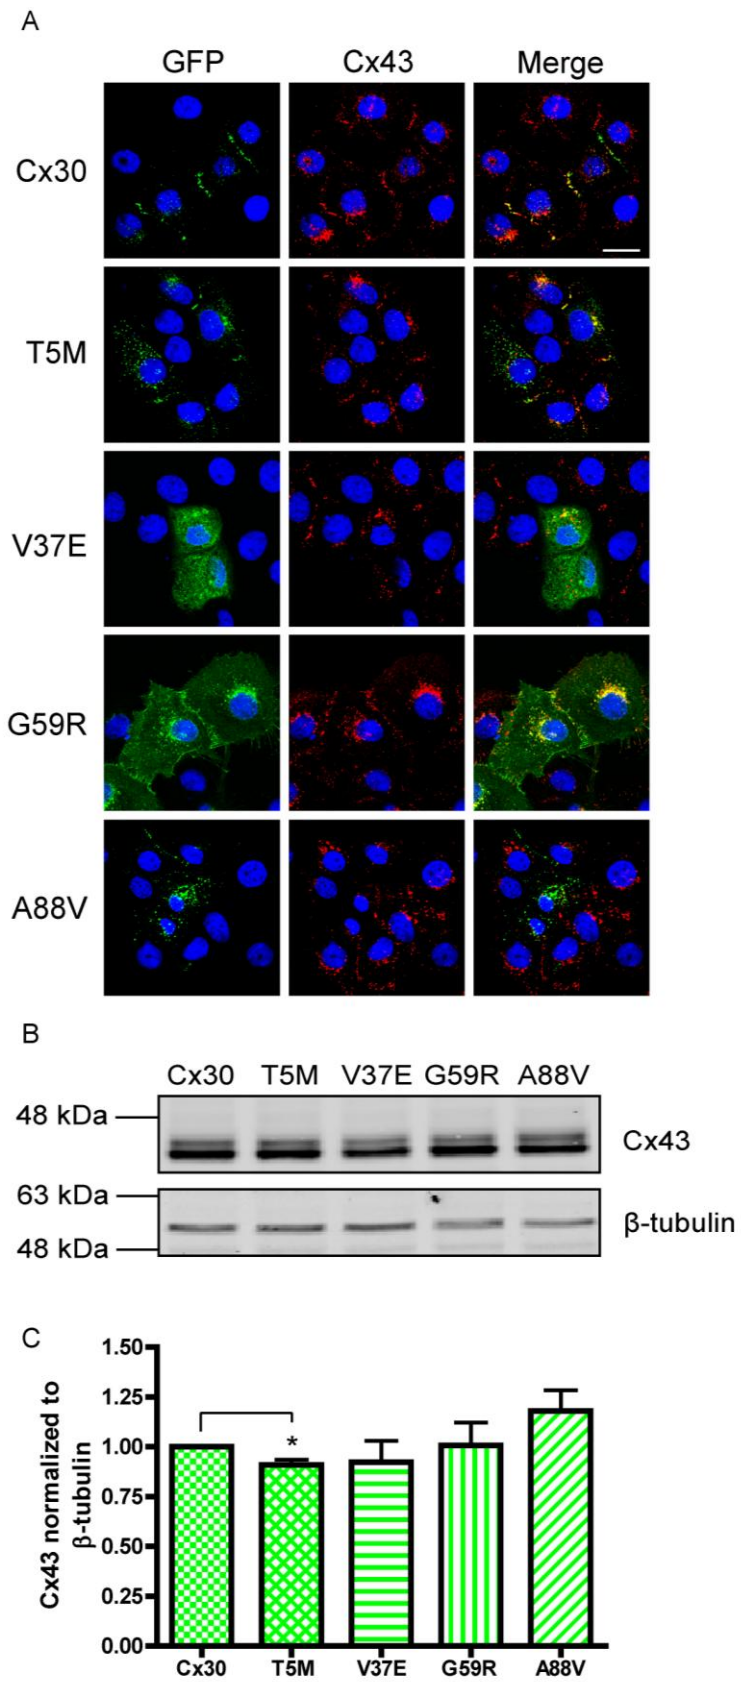 A
GFP Cx43 Merge
Cx30
T5M
V37E
G59R
A88V
B
Cx30 T5M V37E G59R A88V
48 kDa
Cx43
63 kDa
β-tubulin
48 kDa
C
Cx43 normalized to
β-tubulin
1.50
1.25
1.00
0.75
0.50
0.25
0.00
*
Cx30 T5M V37E G59R A88V